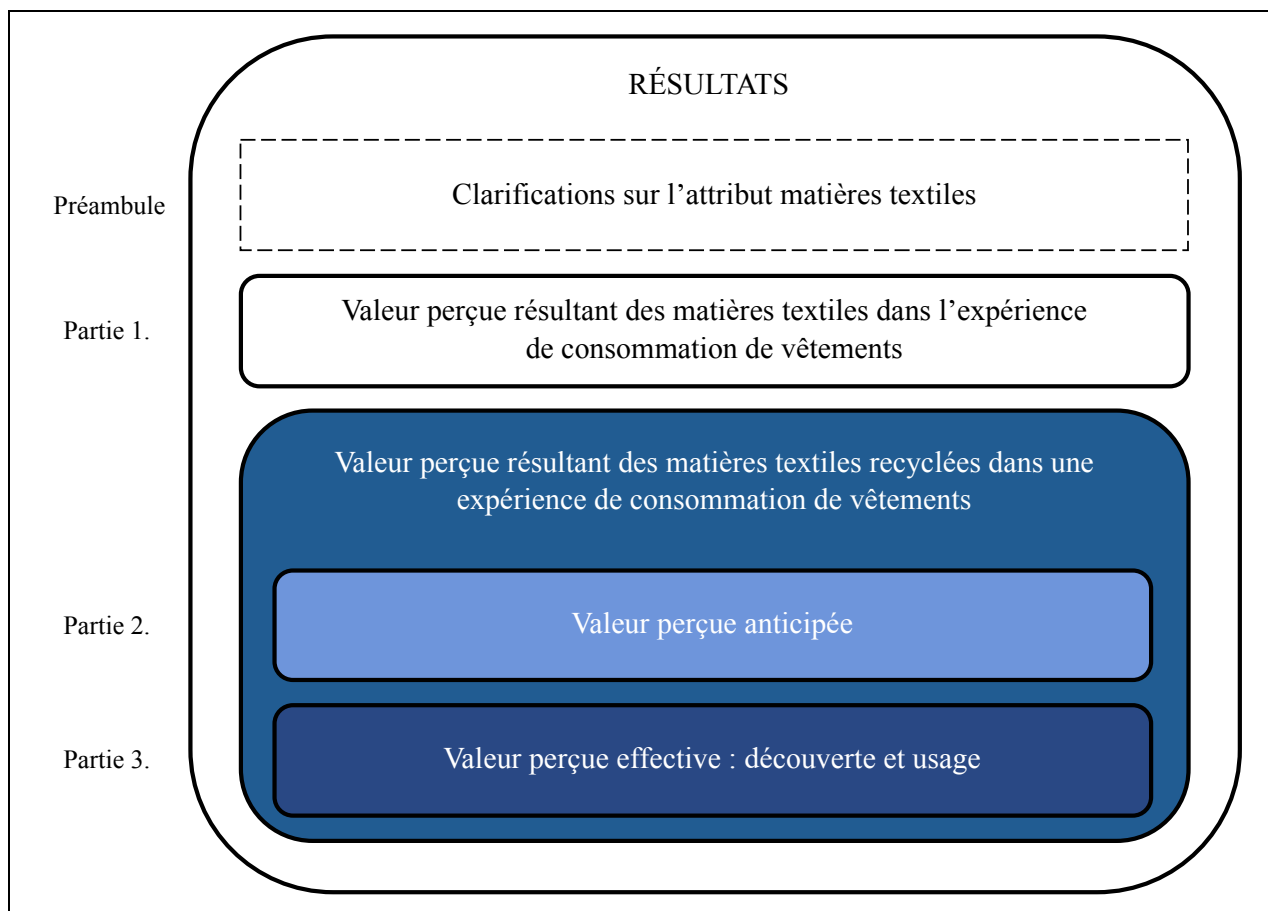 RÉSULTATS
Préambule
Clarifications sur l’attribut matières textiles
Partie 1.
Valeur perçue résultant des matières textiles dans l’expérience
de consommation de vêtements
Valeur perçue résultant des matières textiles recyclées dans une
expérience de consommation de vêtements
Partie 2.
Valeur perçue anticipée
Partie 3.
Valeur perçue effective : découverte et usage